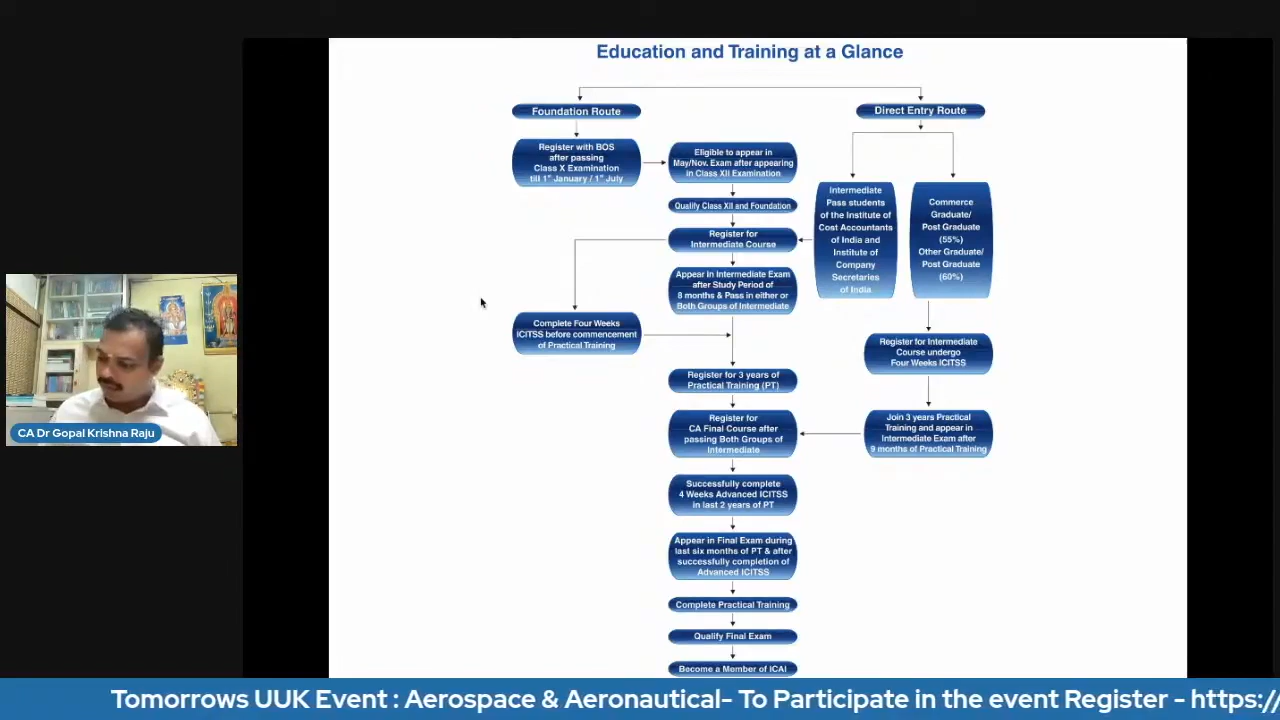 Education and Training at a Glance
Foundation Route
Direct Entry Route
Register with BOS
after passing
Class X Examination
till 1st January / 1st July
Eligible to appear in
May/Nov. Exam after appearing
in Class XII Examination
Qualify Class XII and Foundation
Register for
Intermediate Course
Appear in Intermediate Exam
after Study Period of
8 months & Pass in either or
Both Groups of Intermediate
Complete Four Weeks
ICITSS before commencement
of Practical Training
Intermediate
Pass students
of the Institute of
Cost Accountants
of India and
Institute of
Company
Secretaries
of India
Commerce
Graduate/
Post Graduate
(55%)
Other Graduate/
Post Graduate
(60%)
Register for Intermediate
Course undergo
Four Weeks ICITSS
Join 3 years Practical
Training and appear in
Intermediate Exam after
9 months of Practical Training
Register for 3 years of
Practical Training (PT)
Register for
CA Final Course after
passing Both Groups of
Intermediate
Successfully complete
4 Weeks Advanced ICITSS
in last 2 years of PT
Appear in Final Exam during
last six months of PT & after
successfully completion of
Advanced ICITSS
Complete Practical Training
Qualify Final Exam
Become a Member of ICAI
CA Dr Gopal Krishna Raju
Tomorrows UUK Event : Aerospace & Aeronautical- To Participate in the event Register - https://